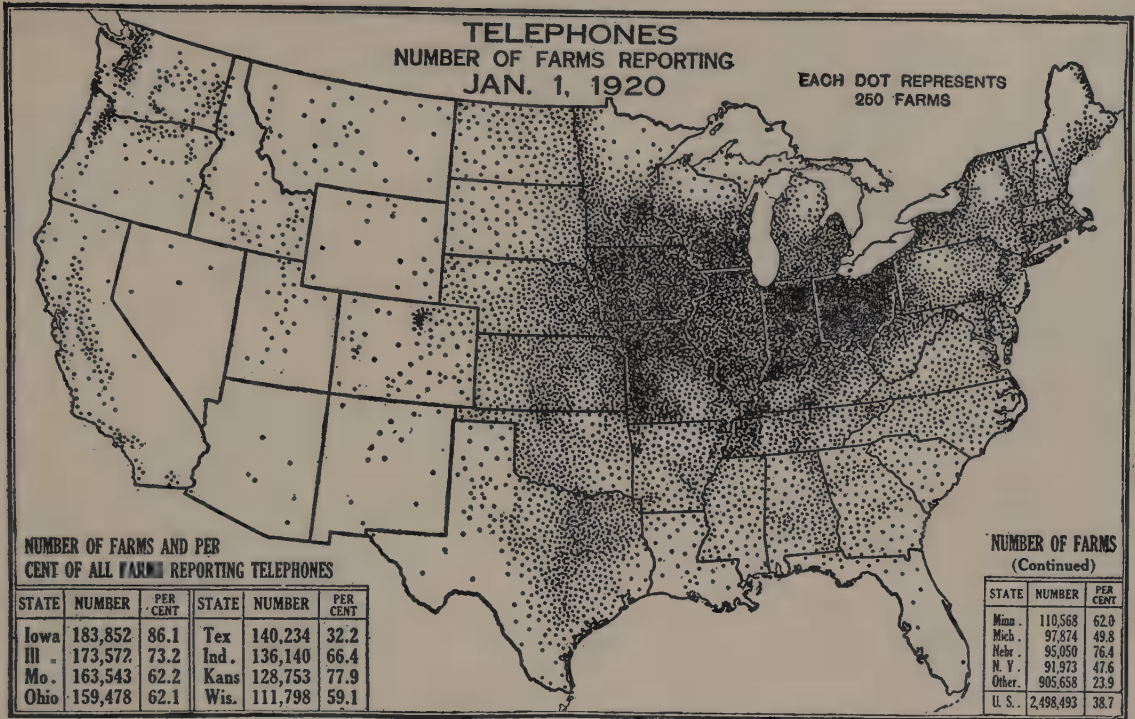 TELEPHONES
NUMBER OF FARMS REPORTING
JAN. 1, 1920
EACH DOT REPRESENTS
250 FARMS
NUMBER OF FARMS AND PER
CENT OF ALL FARMS REPORTING TELEPHONES
STATE NUMBER PER CENT STATE NUMBER PER CENT
Iowa 183,852 86.1 Tex 140,234 32.2
Ill 173,572 73.2 Ind. 136,140 66.4
Mo. 163,543 62.2 Kans 128,753 77.9
Ohio 159,478 62.1 Wis. 111,798 59.1
NUMBER OF FARMS
(Continued)
STATE NUMBER PER CENT
Minn. 110,568 62.0
Mich. 97,874 49.8
Nebr. 95,050 76.4
N. Y. 91,973 47.6
Other. 905,658 23.9
U. S.. 2,498,493 38.7